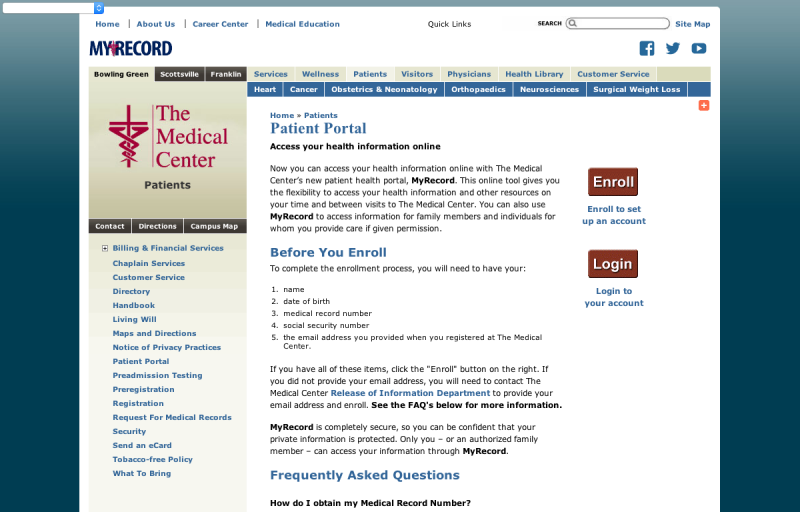 Home | About Us | Career Center | Medical Education
Quick Links
SEARCH
Site Map
MYRECORD
Bowling Green
Scottsville
Franklin
Services Wellness Patients Visitors Physicians Health Library Customer Service
Heart Cancer Obstetrics & Neonatology Orthopaedics Neurosciences Surgical Weight Loss
The
Medical
Center
Patients
Contact Directions Campus Map
Billing & Financial Services
Chaplain Services
Customer Service
Directory
Handbook
Living Will
Maps and Directions
Notice of Privacy Practices
Patient Portal
Preadmission Testing
Preregistration
Registration
Request For Medical Records
Security
Send an eCard
Tobacco-free Policy
What To Bring
Home » Patients
Patient Portal
Access your health information online
Now you can access your health information online with The Medical
Center's new patient health portal, MyRecord. This online tool gives you
the flexibility to access your health information and other resources on
your time and between visits to The Medical Center. You can also use
MyRecord to access information for family members and individuals for
whom you provide care if given permission.
Before You Enroll
To complete the enrollment process, you will need to have your:
1. name
2. date of birth
3. medical record number
4. social security number
5. the email address you provided when you registered at The Medical
Center.
If you have all of these items, click the "Enroll" button on the right. If
you did not provide your email address, you will need to contact The
Medical Center Release of Information Department to provide your
email address and enroll. See the FAQ's below for more information.
MyRecord is completely secure, so you can be confident that your
private information is protected. Only you – or an authorized family
member – can access your information through MyRecord.
Frequently Asked Questions
How do I obtain my Medical Record Number?
Enroll
Enroll to set
up an account
Login
Login to
your account